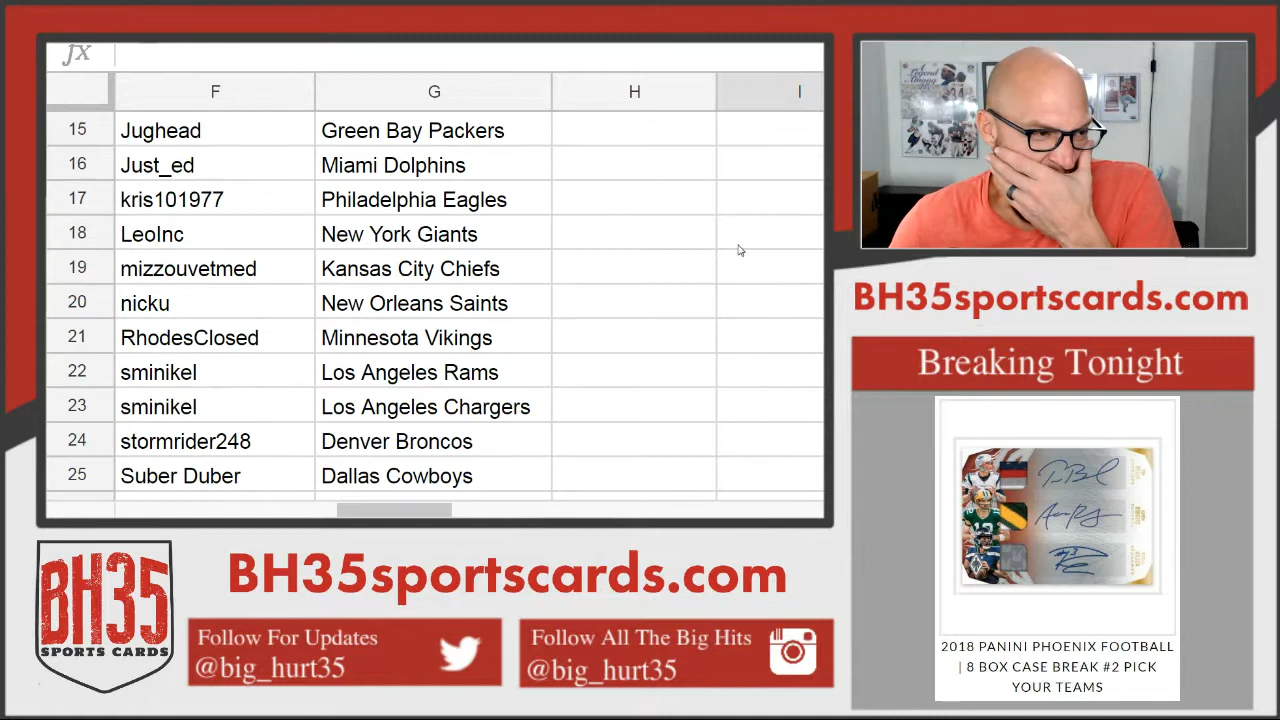 fx
F G H I
15 Jughead Green Bay Packers
16 Just_ed Miami Dolphins
17 kris101977 Philadelphia Eagles
18 LeoInc New York Giants
19 mizzouvetmed Kansas City Chiefs
20 nicku New Orleans Saints
21 RhodesClosed Minnesota Vikings
22 sminikel Los Angeles Rams
23 sminikel Los Angeles Chargers
24 stormrider248 Denver Broncos
25 Suber Duber Dallas Cowboys
BH35sportscards.com
Breaking Tonight
2018 PANINI PHOENIX FOOTBALL
| 8 BOX CASE BREAK #2 PICK
YOUR TEAMS
BH35
SPORTS CARDS
BH35sportscards.com
Follow For Updates
@big_hurt35
Follow All The Big Hits
@big_hurt35